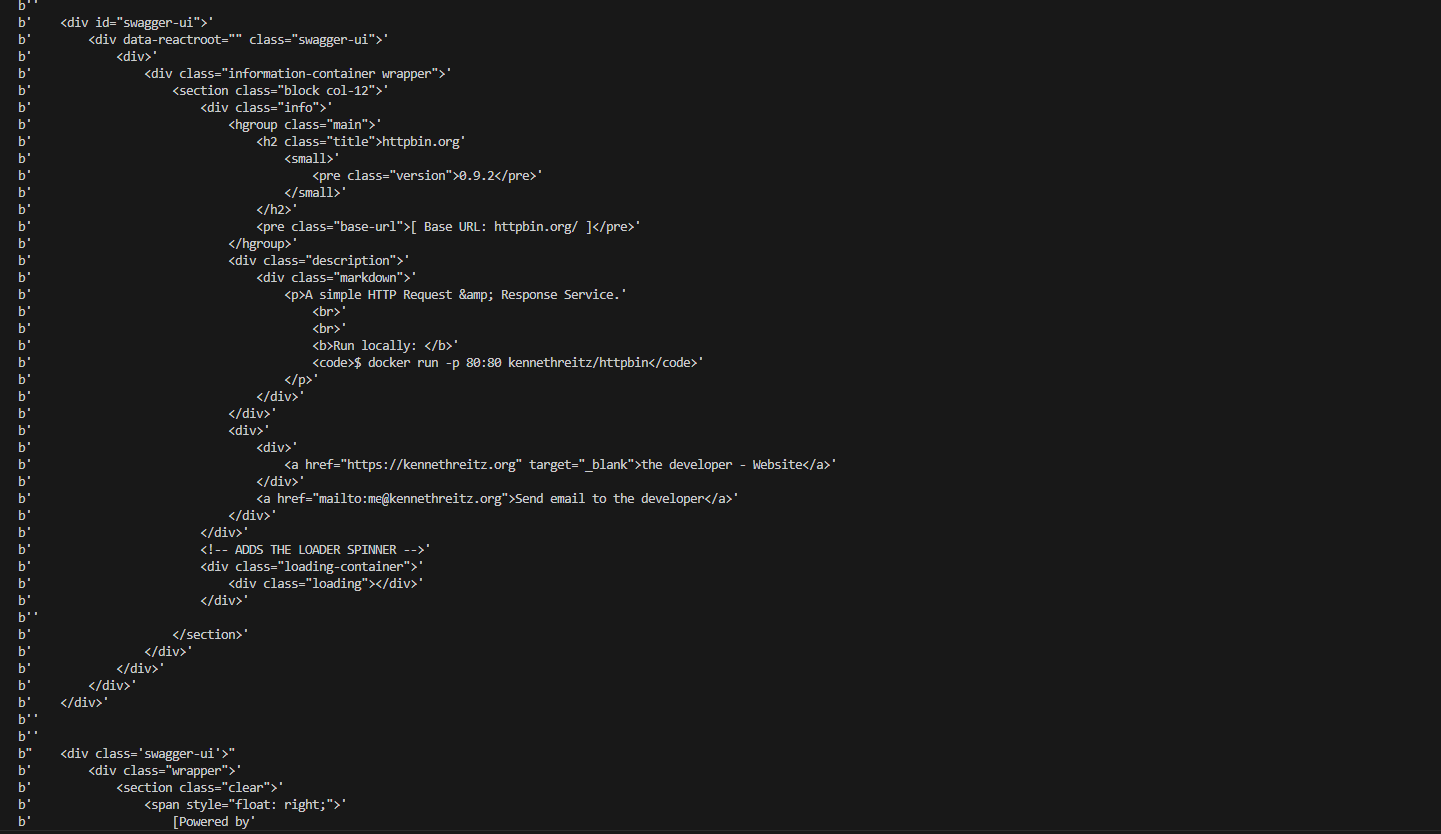 b''
b'    <div id="swagger-ui">'
b'        <div data-reactroot="" class="swagger-ui">'
b'            <div>'
b'                <div class="information-container wrapper">'
b'                    <section class="block col-12">'
b'                        <div class="info">'
b'                            <hgroup class="main">'
b'                                <h2 class="title">httpbin.org'
b'                                    <small>'
b'                                        <pre class="version">0.9.2</pre>'
b'                                    </small>'
b'                                </h2>'
b'                                <pre class="base-url">[ Base URL: httpbin.org/ ]</pre>'
b'                            </hgroup>'
b'                            <div class="description">'
b'                                <div class="markdown">'
b'                                    <p>A simple HTTP Request &amp; Response Service.'
b'                                        <br>'
b'                                        <br>'
b'                                        <b>Run locally: </b>'
b'                                        <code>$ docker run -p 80:80 kennethreitz/httpbin</code>'
b'                                    </p>'
b'                                </div>'
b'                            </div>'
b'                            <div>'
b'                                <div>'
b'                                    <a href="https://kennethreitz.org" target="_blank">the developer - Website</a>'
b'                                </div>'
b'                                <a href="mailto:me@kennethreitz.org">Send email to the developer</a>'
b'                            </div>'
b'                        </div>'
b'                        <!-- ADDS THE LOADER SPINNER -->'
b'                        <div class="loading-container">'
b'                            <div class="loading"></div>'
b'                        </div>'
b''
b'                    </section>'
b'                </div>'
b'            </div>'
b'        </div>'
b'    </div>'
b''
b''
b"    <div class='swagger-ui'>"
b'        <div class="wrapper">'
b'            <section class="clear">'
b'                <span style="float: right;">'
b'                    [Powered by'